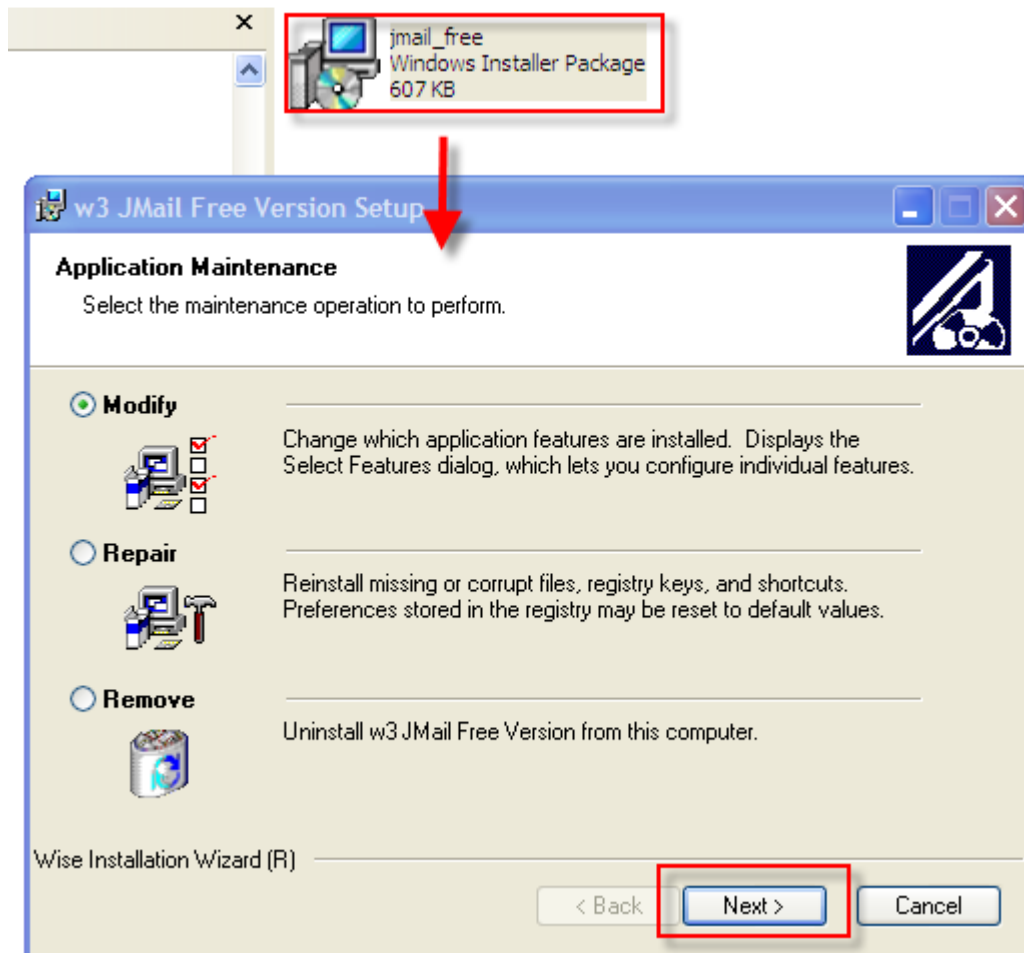 jmail_free
Windows Installer Package
607 KB
w3 JMail Free Version Setup
Application Maintenance
Select the maintenance operation to perform.
Modify
Change which application features are installed.  Displays the
Select Features dialog, which lets you configure individual features.
Repair
Reinstall missing or corrupt files, registry keys, and shortcuts.
Preferences stored in the registry may be reset to default values.
Remove
Uninstall w3 JMail Free Version from this computer.
Wise Installation Wizard (R)
< Back
Next >
Cancel